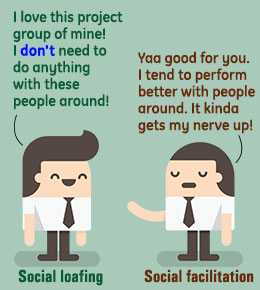 I love this project
group of mine!
I don't need to
do anything
with these
people around!
Yaa good for you.
I tend to perform
better with people
around. It kinda
gets my nerve up!
Social loafing
Social facilitation